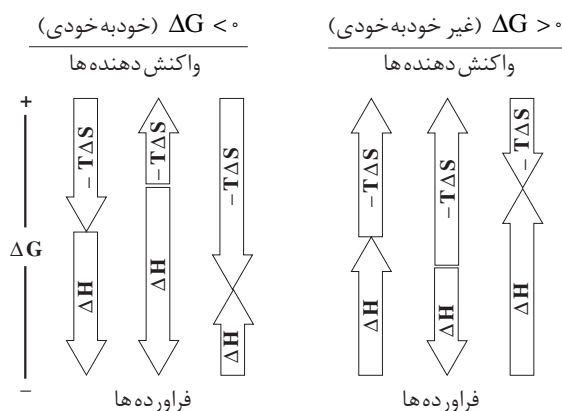 ΔG < ۰ (خودبه‌خودی)
واکنش‌دهنده‌ها
ΔG > ۰ (غیر خودبه‌خودی)
واکنش‌دهنده‌ها
+
ΔG
−
− TΔS
ΔH
− TΔS
ΔH
− TΔS
ΔH
− TΔS
ΔH
− TΔS
ΔH
− TΔS
ΔH
فراورده‌ها
فراورده‌ها